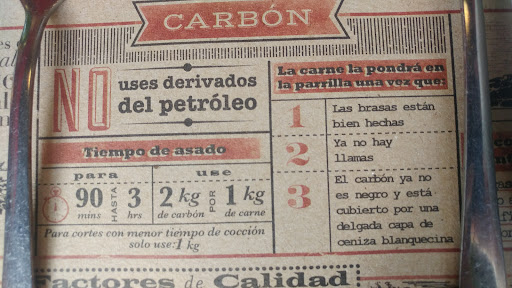 CARBÓN
NO
uses derivados
del petróleo
Tiempo de asado
para
use
90
mins
HASTA
3
hrs
2 kg
de carbón
POR
1 kg
de carne
Para cortes con menor tiempo de cocción
solo use: 1 kg
La carne la pondrá en
la parrilla una vez que:
1
Las brasas están
bien hechas
2
Ya no hay
llamas
3
El carbón ya no
es negro y está
cubierto por una
delgada capa de
ceniza blanquecina
Factores de Calidad